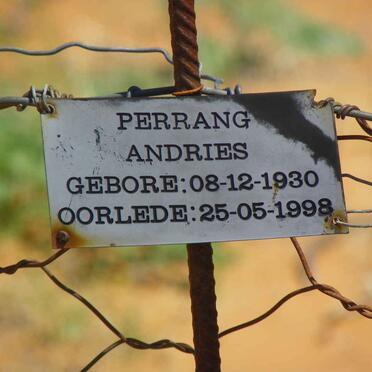 PERRANG
ANDRIES
GEBORE:08-12-1930
OORLEDE:25-05-1998